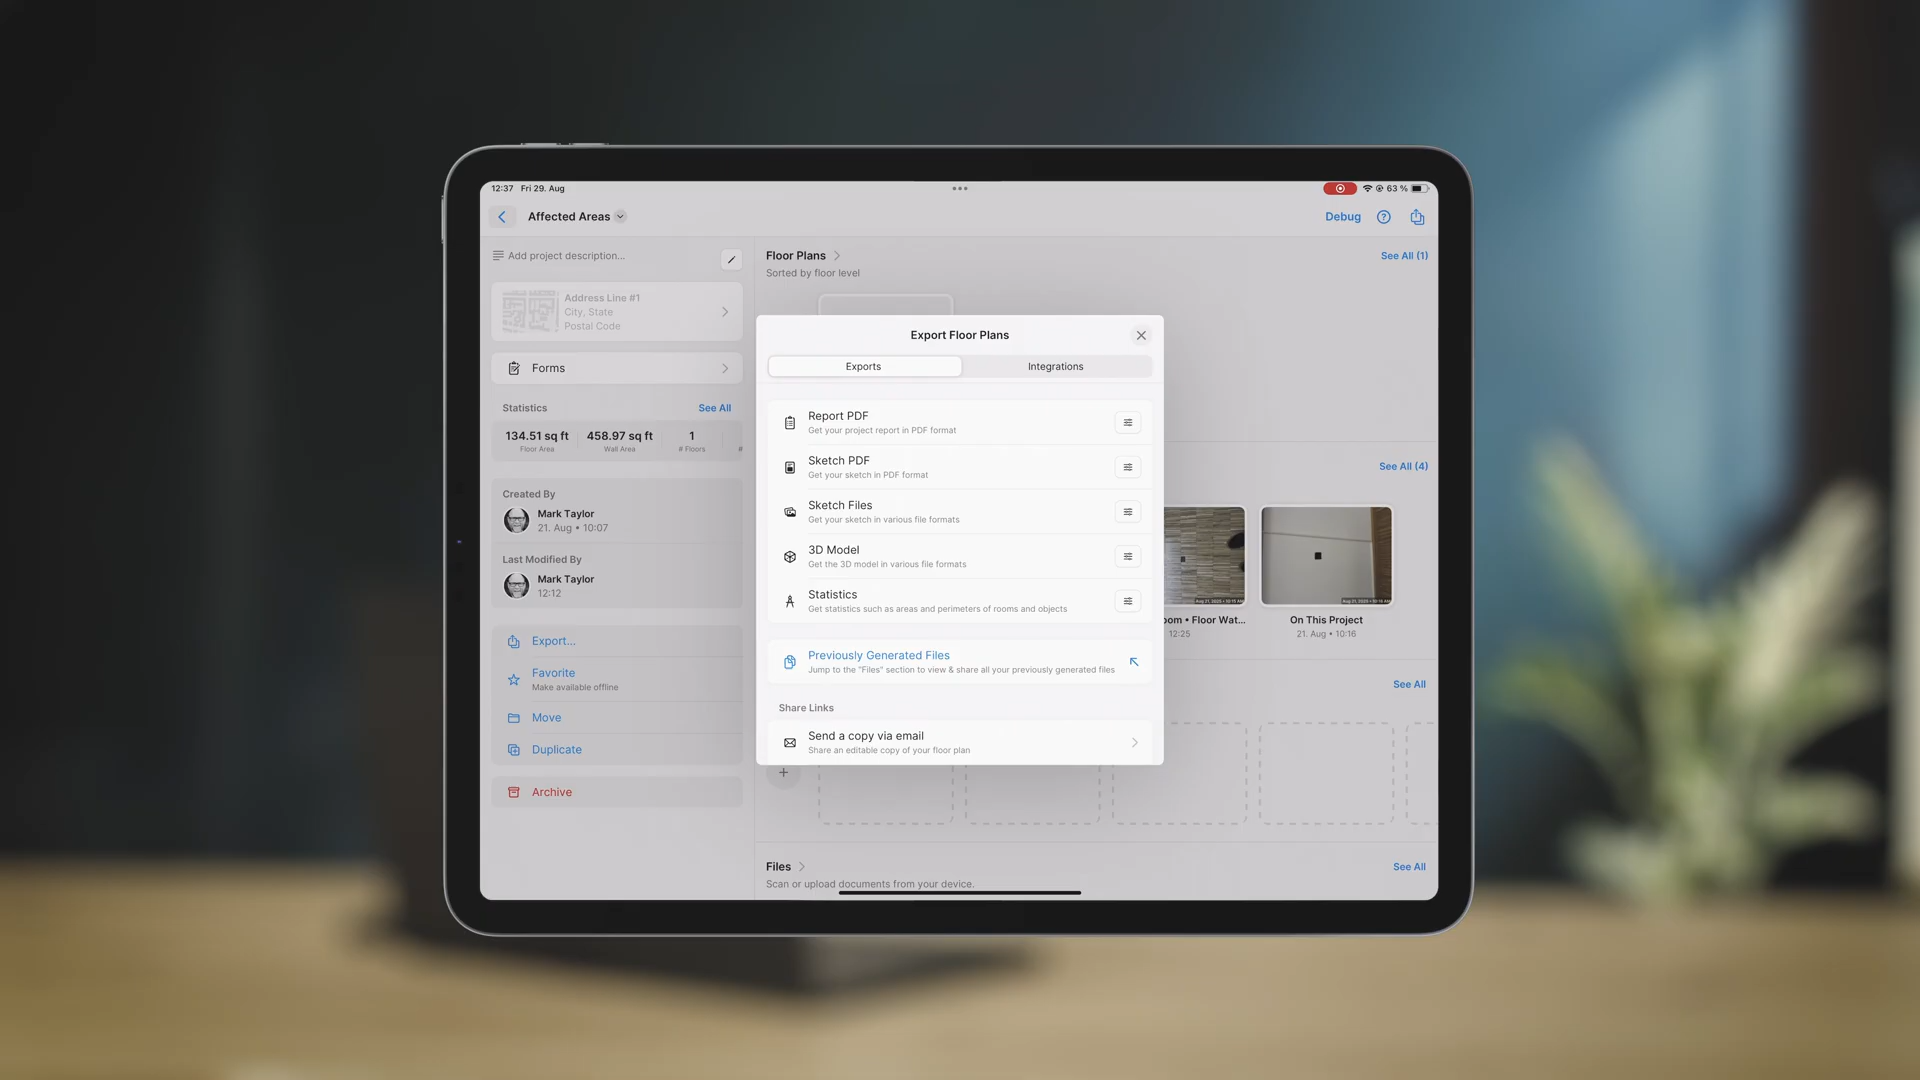 12:37 Fri 29. Aug
63 %
Affected Areas
Debug
Add project description...
Address Line #1
City, State
Postal Code
Forms
Statistics
See All
134.51 sq ft
Floor Area
458.97 sq ft
Wall Area
1
# Floors
#
Created By
Mark Taylor
21. Aug • 10:07
Last Modified By
Mark Taylor
12:12
Export...
Favorite
Make available offline
Move
Duplicate
Archive
Floor Plans
Sorted by floor level
See All (1)
Export Floor Plans
Exports
Integrations
Report PDF
Get your project report in PDF format
Sketch PDF
Get your sketch in PDF format
Sketch Files
Get your sketch in various file formats
3D Model
Get the 3D model in various file formats
Statistics
Get statistics such as areas and perimeters of rooms and objects
Previously Generated Files
Jump to the "Files" section to view & share all your previously generated files
Share Links
Send a copy via email
Share an editable copy of your floor plan
See All (4)
oom • Floor Wat...
12:25
On This Project
21. Aug • 10:16
See All
Files
Scan or upload documents from your device.
See All